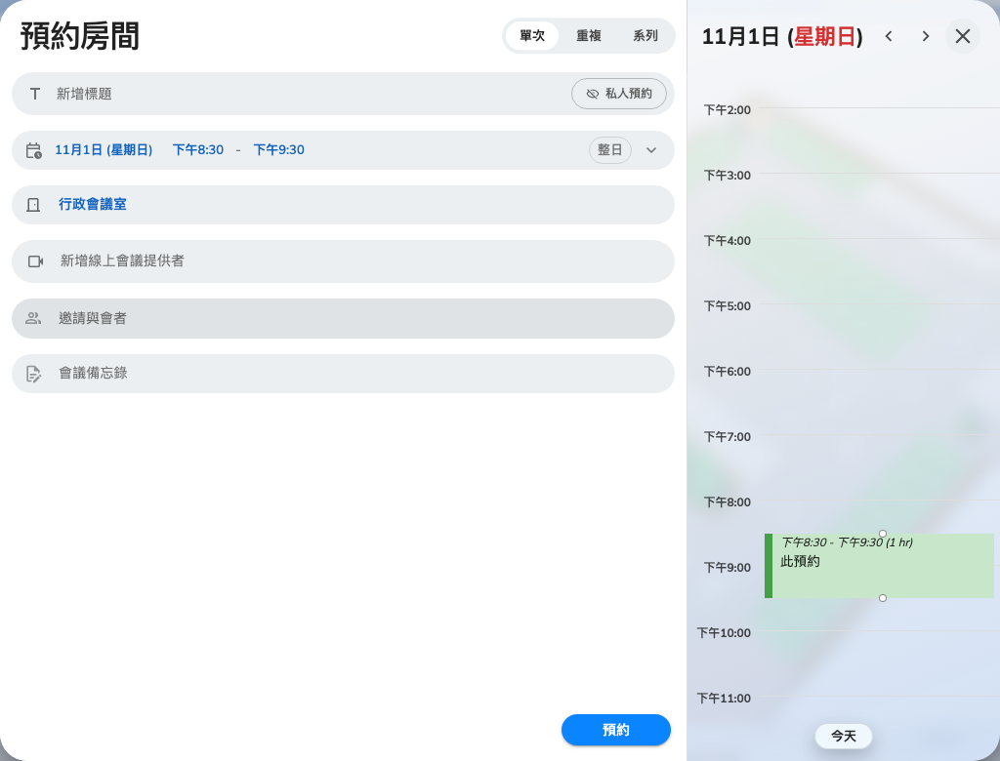 預約房間
單次 重複 系列
新增標題 私人預約
11月1日 (星期日) 下午8:30 - 下午9:30 整日
行政會議室
新增線上會議提供者
邀請與會者
會議備忘錄
預約
11月1日 (星期日)
下午2:00
下午3:00
下午4:00
下午5:00
下午6:00
下午7:00
下午8:00
下午8:30 - 下午9:30 (1 hr)
此預約
下午9:00
下午10:00
下午11:00
今天